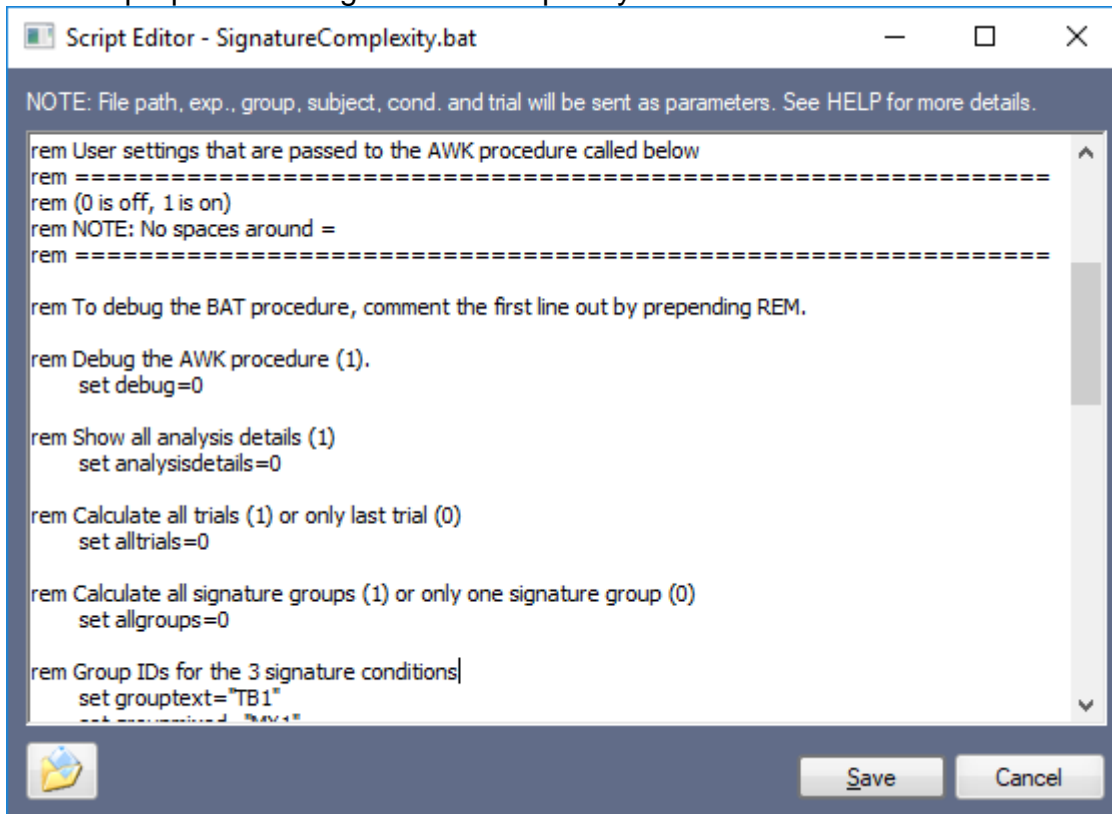 Script Editor - SignatureComplexity.bat
NOTE: File path, exp., group, subject, cond. and trial will be sent as parameters. See HELP for more details.
rem User settings that are passed to the AWK procedure called below
rem =============================================================
rem (0 is off, 1 is on)
rem NOTE: No spaces around =
rem =============================================================
rem To debug the BAT procedure, comment the first line out by prepending REM.
rem Debug the AWK procedure (1).
set debug=0
rem Show all analysis details (1)
set analysisdetails=0
rem Calculate all trials (1) or only last trial (0)
set alltrials=0
rem Calculate all signature groups (1) or only one signature group (0)
set allgroups=0
rem Group IDs for the 3 signature conditions
set grouptext="TB1"
Save
Cancel